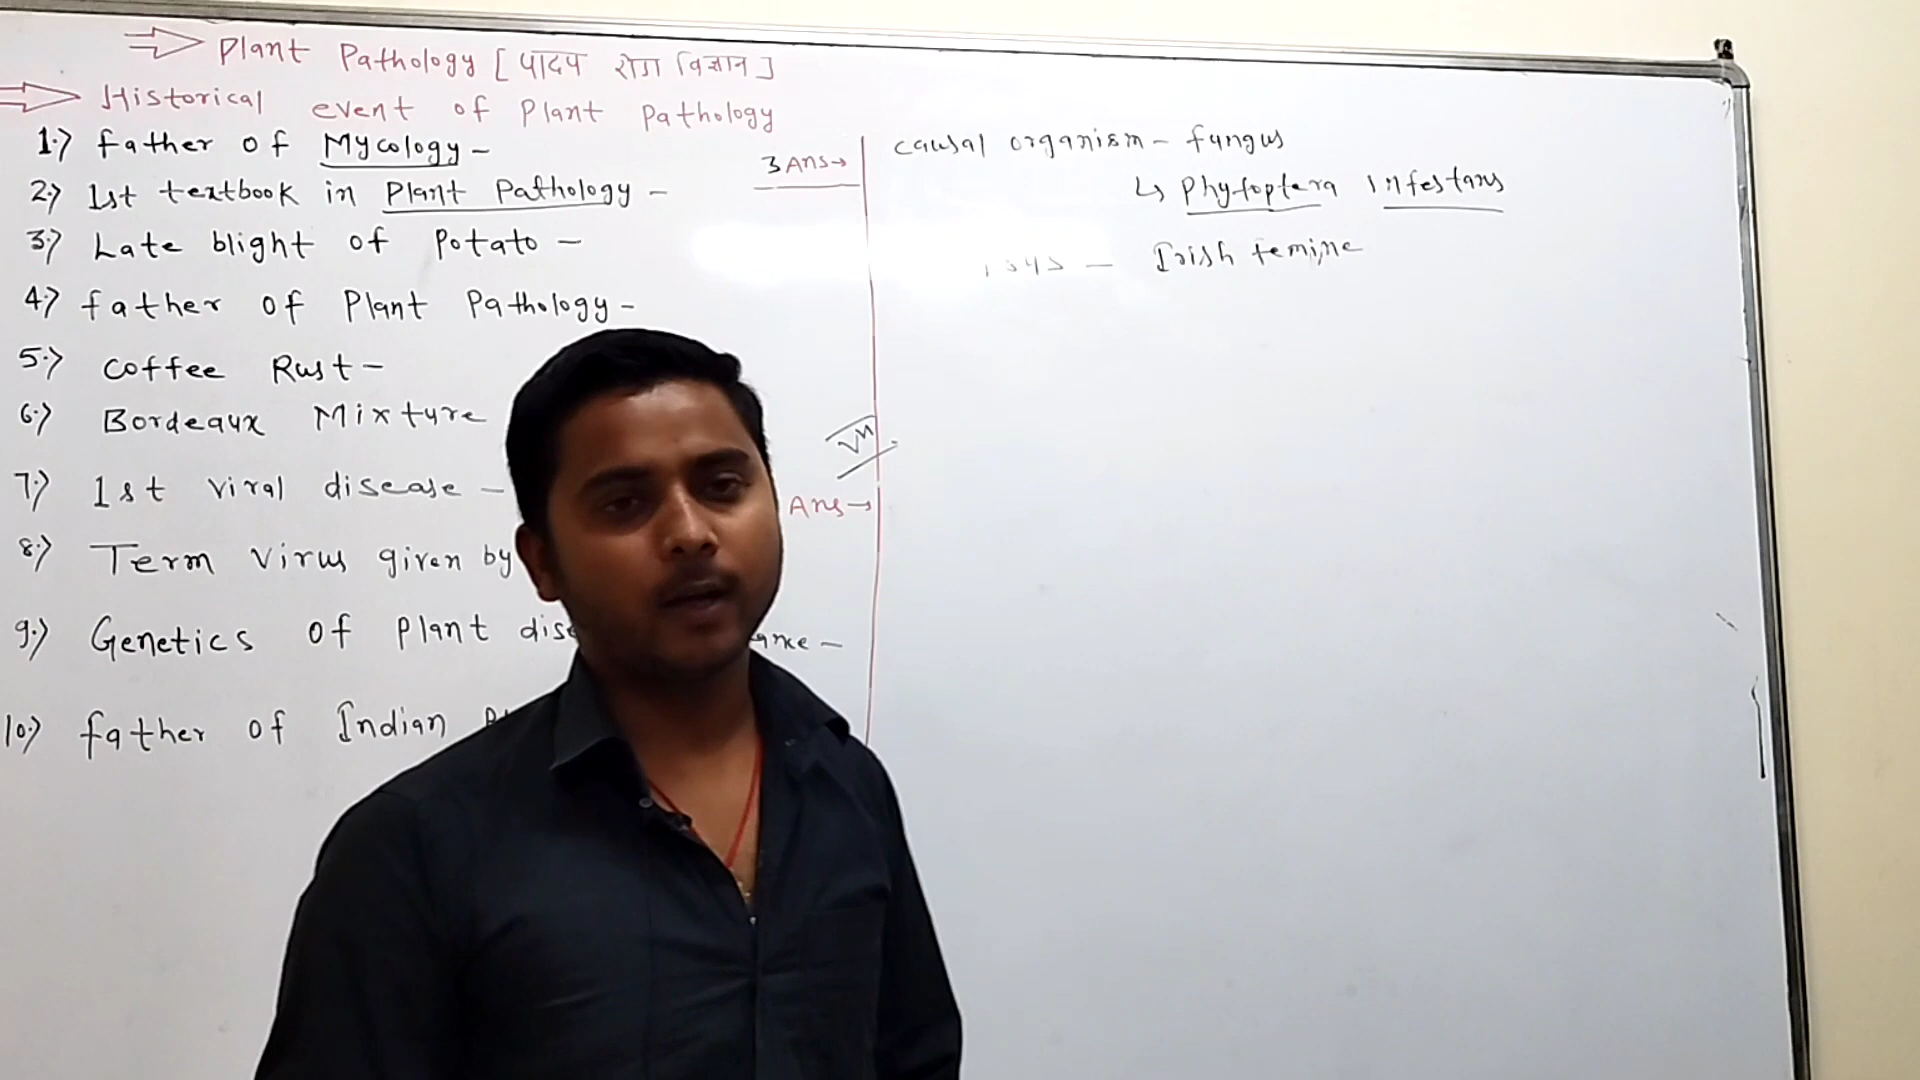 ⇒ Plant Pathology [पादप रोग विज्ञान]
⇒ Historical event of Plant Pathology
1.) father of Mycology -
2.) 1st textbook in Plant Pathology -
3.) Late blight of Potato -
4.) father of Plant Pathology -
5.) Coffee Rust -
6.) Bordeaux Mixture
7.) 1st viral disease -
8.) Term virus given by
9.) Genetics of Plant
10.) father of Indian
3 Ans →
causal organism - fungus
↳ Phytoptera Infestans
Irish femine
Ans →